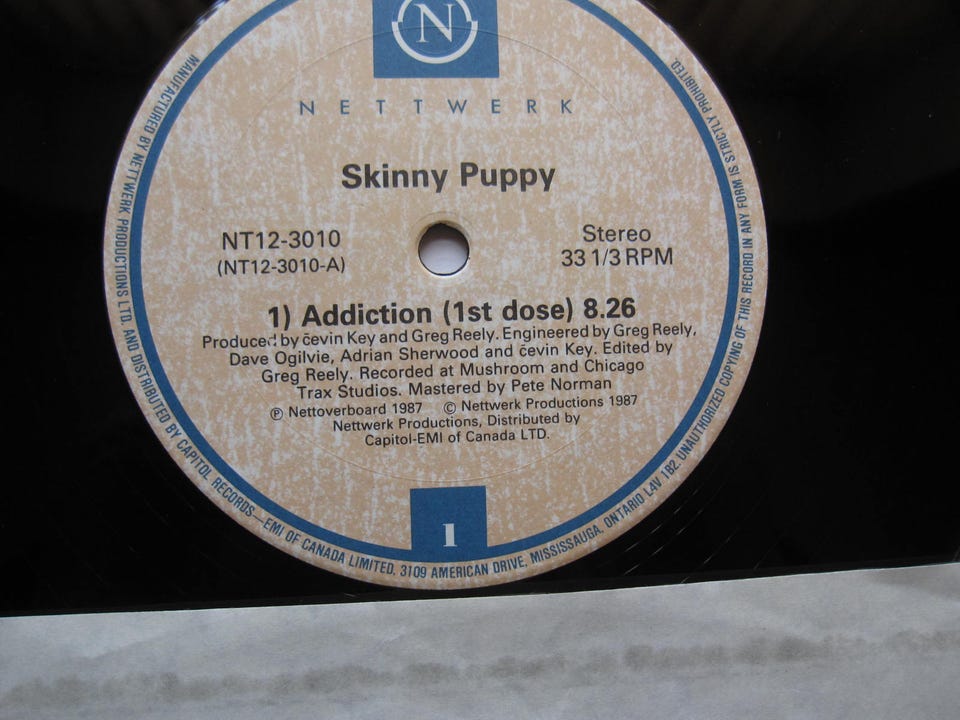 N
NETTWERK
Skinny Puppy
NT12-3010
(NT12-3010-A)
Stereo
33 1/3 RPM
1) Addiction (1st dose) 8.26
Produced by čevin Key and Greg Reely. Engineered by Greg Reely,
Dave Ogilvie, Adrian Sherwood and čevin Key. Edited by
Greg Reely. Recorded at Mushroom and Chicago
Trax Studios. Mastered by Pete Norman
Ⓟ Nettoverboard 1987 © Nettwerk Productions 1987
Nettwerk Productions, Distributed by
Capitol-EMI of Canada LTD.
1
MANUFACTURED BY NETTWERK PRODUCTIONS LTD. AND DISTRIBUTED BY CAPITOL RECORDS—EMI OF CANADA LIMITED, 3109 AMERICAN DRIVE, MISSISSAUGA, ONTARIO L4V 1B2. UNAUTHORIZED COPYING OF THIS RECORD IN ANY FORM IS STRICTLY PROHIBITED.